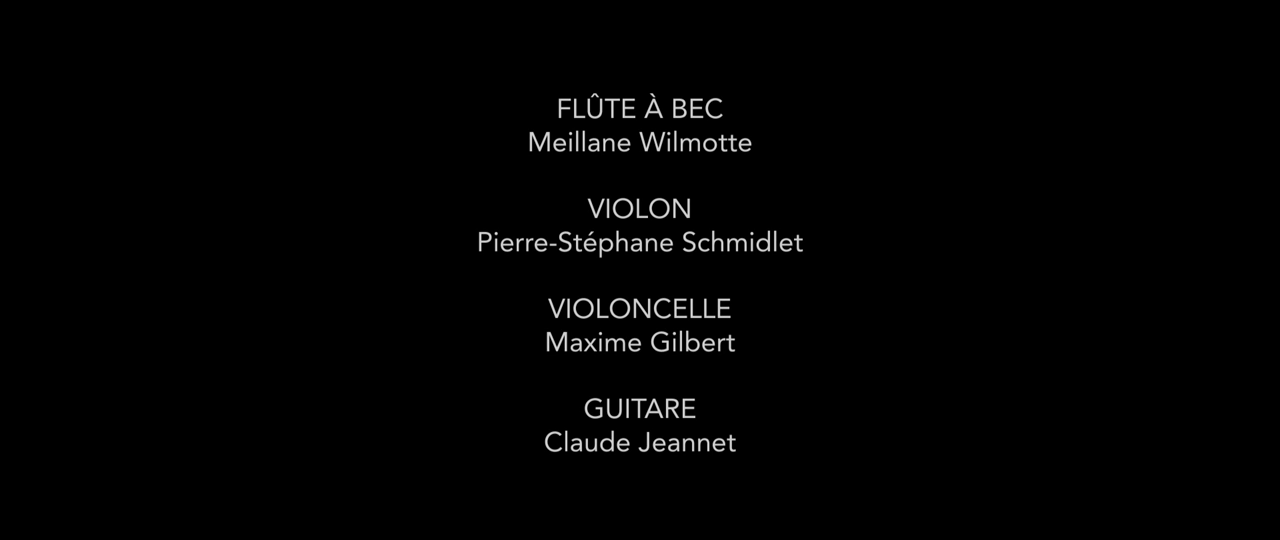 FLÛTE À BEC
Meillane Wilmotte
VIOLON
Pierre-Stéphane Schmidlet
VIOLONCELLE
Maxime Gilbert
GUITARE
Claude Jeannet